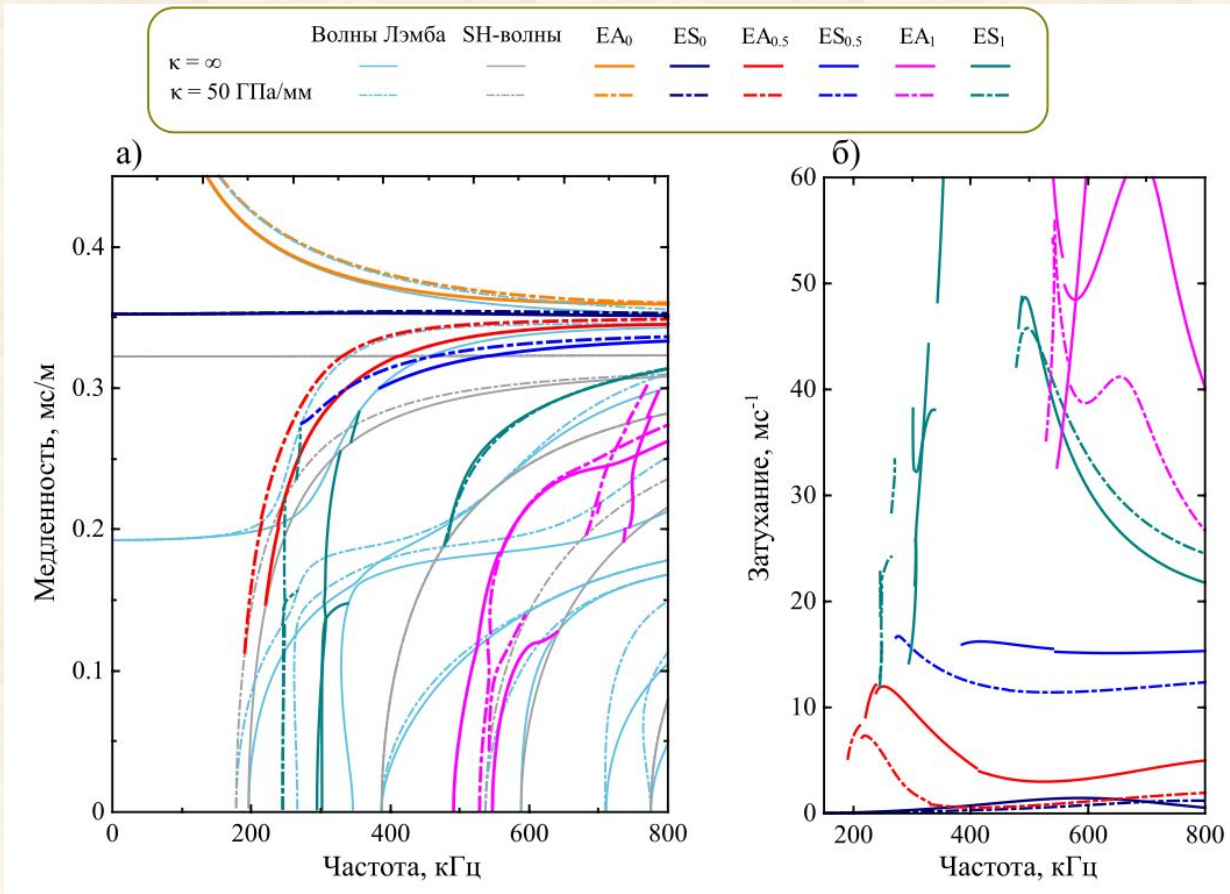 Волны Лэмба SH-волны EA₀ ES₀ EA₀.₅ ES₀.₅ EA₁ ES₁
κ = ∞
κ = 50 ГПа/мм
а)
0.4
0.3
0.2
0.1
0
Медленность, мс/м
0 200 400 600 800
Частота, кГц
б)
60
50
40
30
20
10
0
Затухание, мс⁻¹
200 400 600 800
Частота, кГц